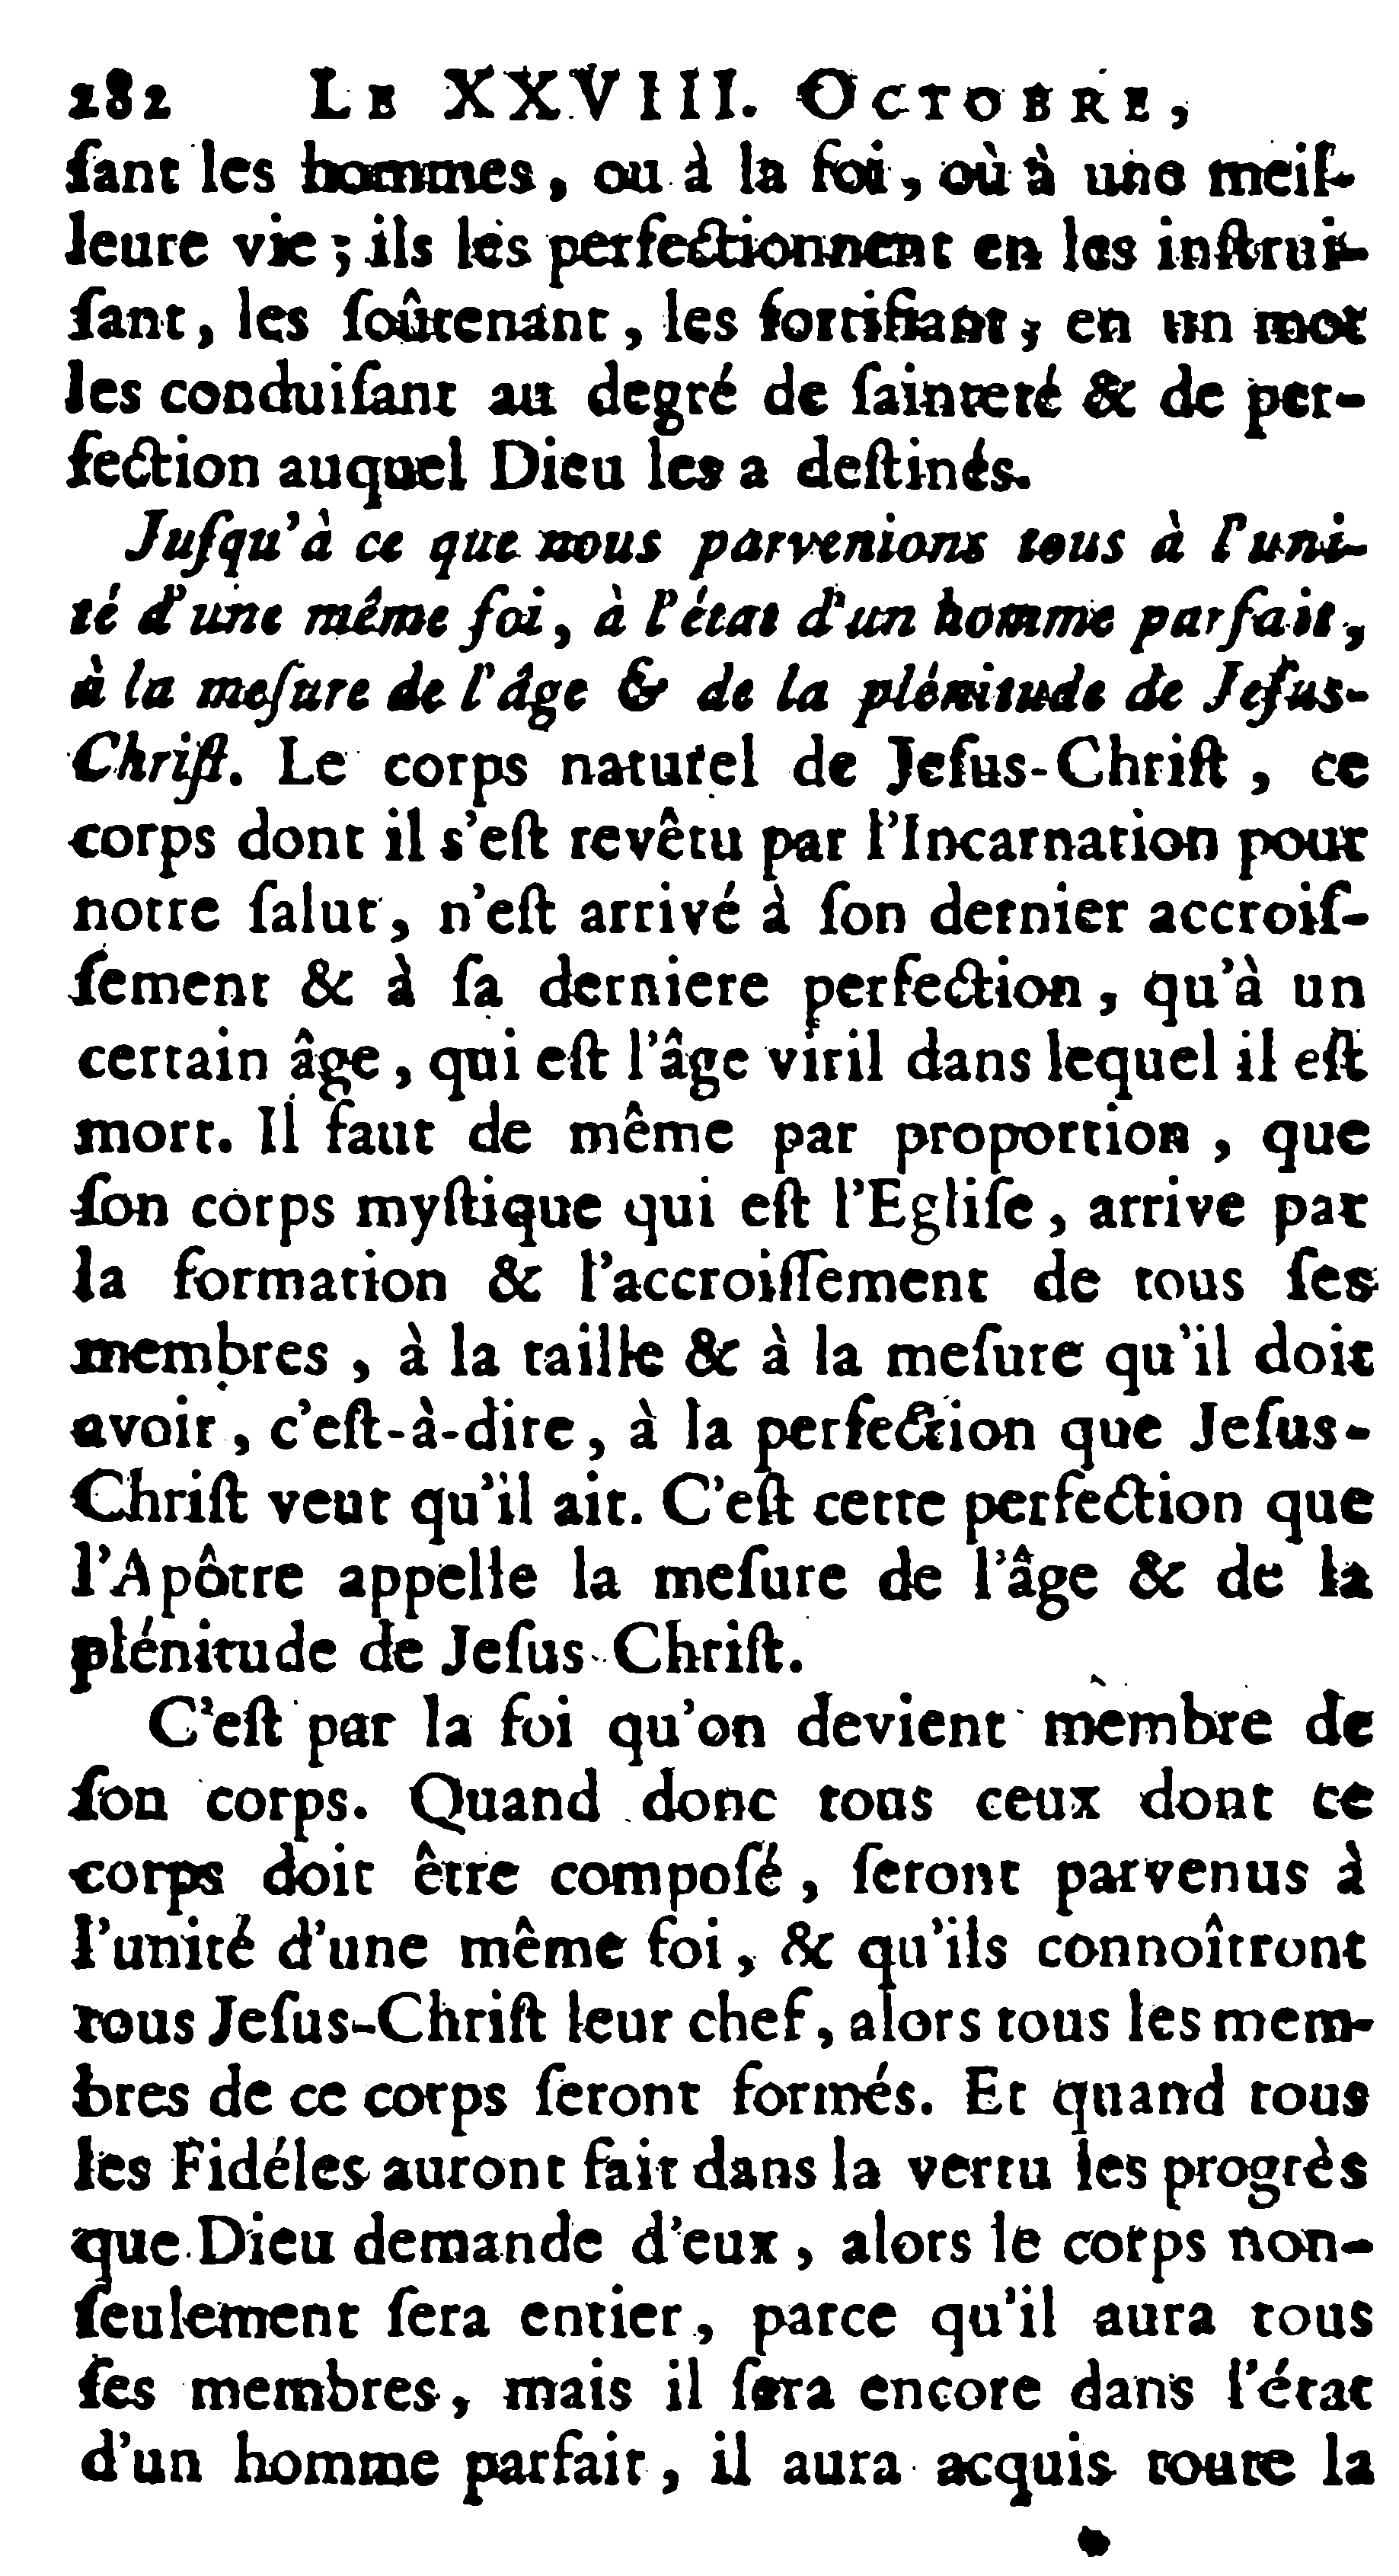 282 LE XXVIII. OCTOBRE,
ſant les hommes, ou à la foi, où à une meil-
leure vie ; ils les perfectionnent en les inſtrui-
ſant, les ſoûtenant, les fortifiant ; en un mot
les conduiſant au degré de ſainteté & de per-
fection auquel Dieu les a deſtinés.
Juſqu'à ce que nous parvenions tous à l'uni-
té d'une même foi, à l'état d'un homme parfait,
à la meſure de l'âge & de la plénitude de Jeſus-
Chriſt. Le corps naturel de Jeſus-Chriſt, ce
corps dont il s'eſt revêtu par l'Incarnation pour
notre ſalut, n'eſt arrivé à ſon dernier accroiſ-
ſement & à ſa derniere perfection, qu'à un
certain âge, qui eſt l'âge viril dans lequel il eſt
mort. Il faut de même par proportion, que
ſon corps myſtique qui eſt l'Egliſe, arrive par
la formation & l'accroiſſement de tous ſes
membres, à la taille & à la meſure qu'il doit
avoir, c'eſt-à-dire, à la perfection que Jeſus-
Chriſt veut qu'il ait. C'eſt cette perfection que
l'Apôtre appelle la meſure de l'âge & de la
plénitude de Jeſus-Chriſt.
C'eſt par la foi qu'on devient membre de
ſon corps. Quand donc tous ceux dont ce
corps doit être compoſé, ſeront parvenus à
l'unité d'une même foi, & qu'ils connoîtront
tous Jeſus-Chriſt leur chef, alors tous les mem-
bres de ce corps ſeront formés. Et quand tous
les Fidéles auront fait dans la vertu les progrès
que Dieu demande d'eux, alors le corps non-
ſeulement ſera entier, parce qu'il aura tous
ſes membres, mais il ſera encore dans l'état
d'un homme parfait, il aura acquis toute la